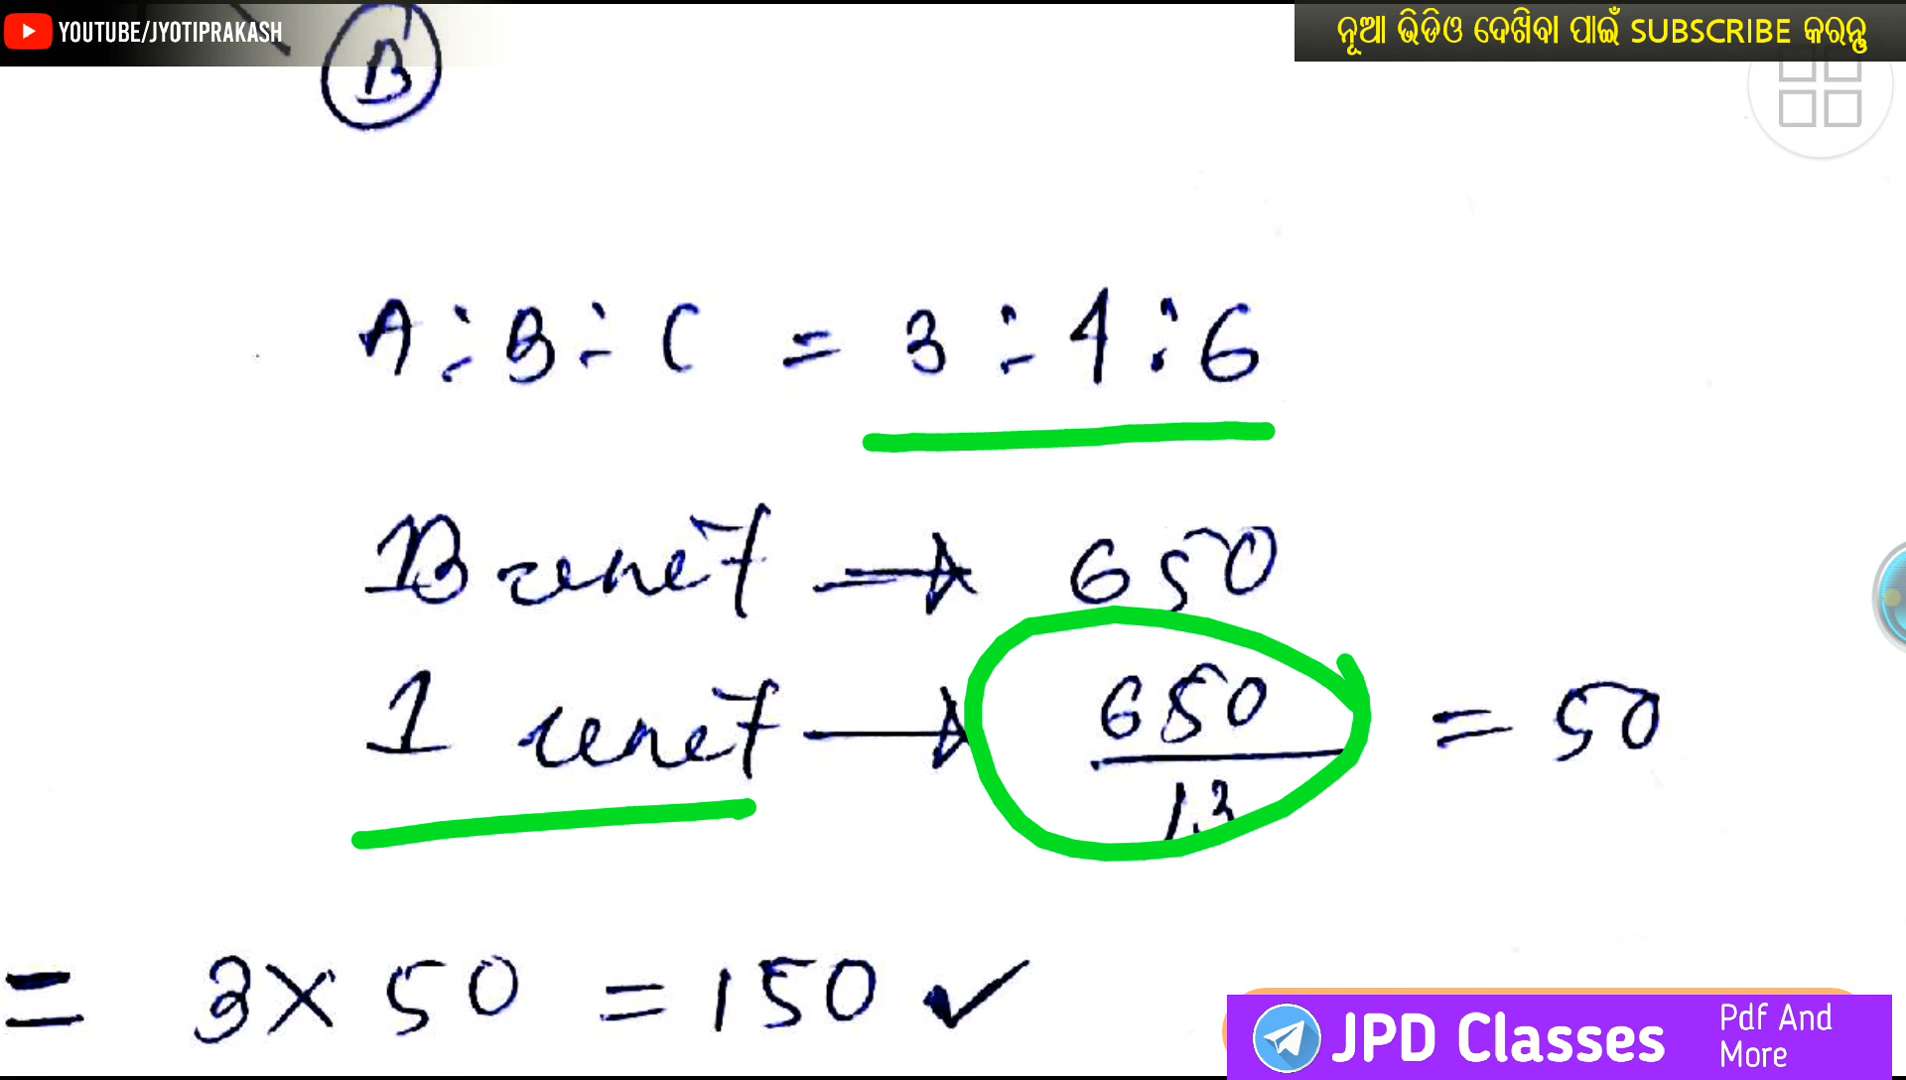 YOUTUBE/JYOTIPRAKASH
ନୂଆ ଭିଡିଓ ଦେଖିବା ପାଇଁ SUBSCRIBE କରନ୍ତୁ
B
A : B : C = 3 : 4 : 6
13 unit → 650
1 unit → 650/13 = 50
= 3 × 50 = 150 ✓
JPD Classes
Pdf And
More